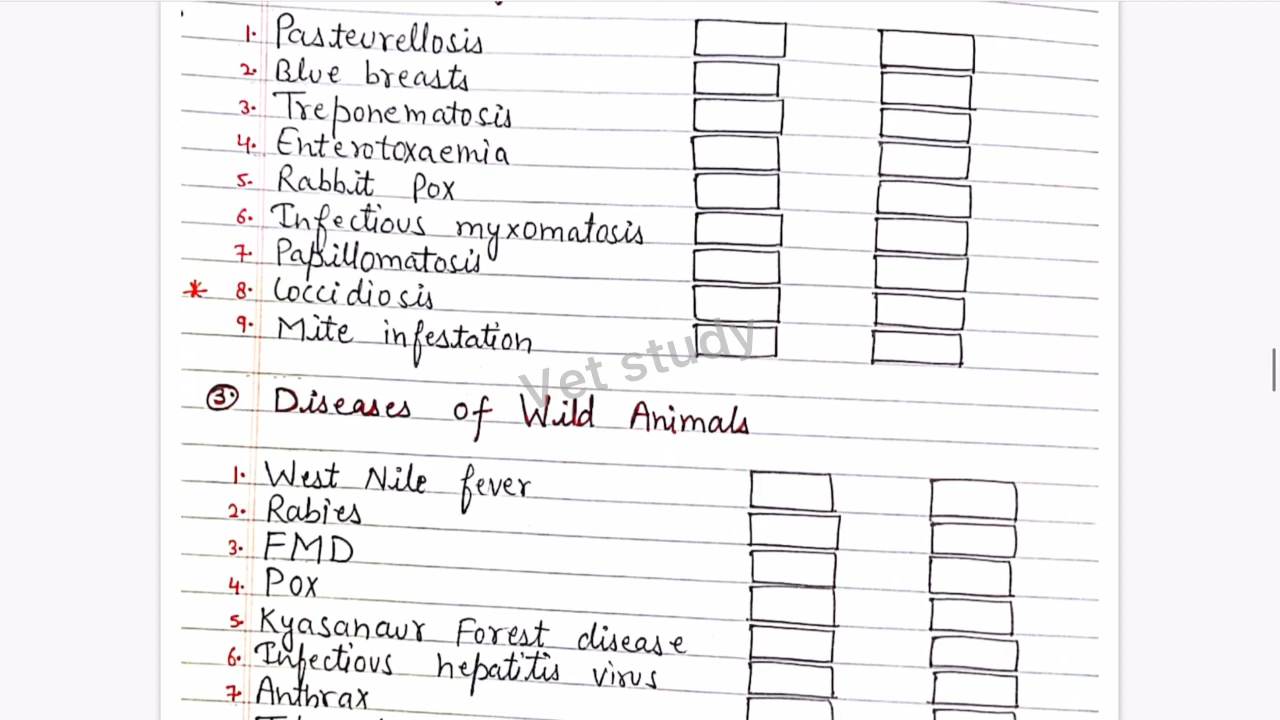 1. Pasteurellosis
2. Blue breasts
3. Treponematosis
4. Enterotoxaemia
5. Rabbit Pox
6. Infectious myxomatosis
7. Papillomatosis
* 8. Coccidiosis
9. Mite infestation
Vet study
3. Diseases of Wild Animals
1. West Nile fever
2. Rabies
3. FMD
4. Pox
5. Kyasanaur Forest disease
6. Infectious hepatitis virus
7. Anthrax